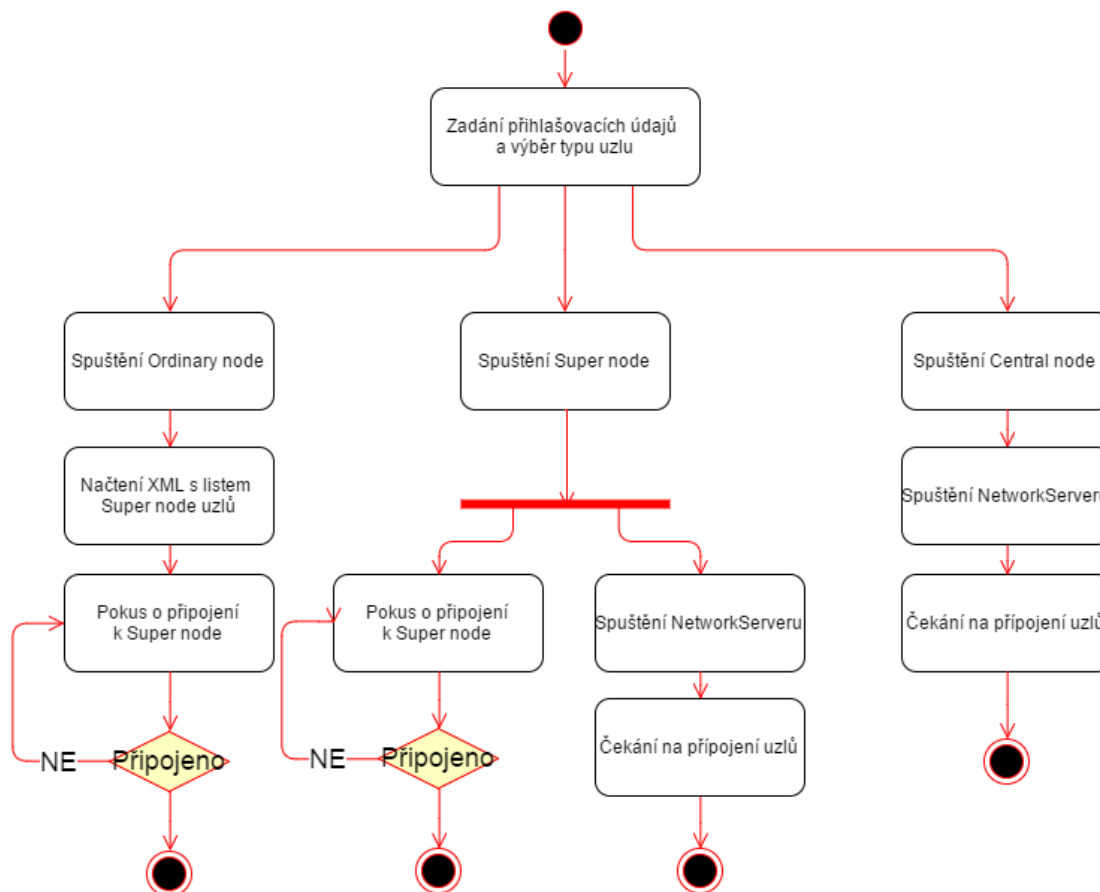 Zadání přihlašovacích údajů
a výběr typu uzlu
Spuštění Ordinary node
Spuštění Super node
Spuštění Central node
Načtení XML s listem
Super node uzlů
Spuštění NetworkServeru
Pokus o připojení
k Super node
Pokus o připojení
k Super node
Spuštění NetworkServeru
Čekání na přípojení uzlů
Čekání na přípojení uzlů
NE
Připojeno
NE
Připojeno